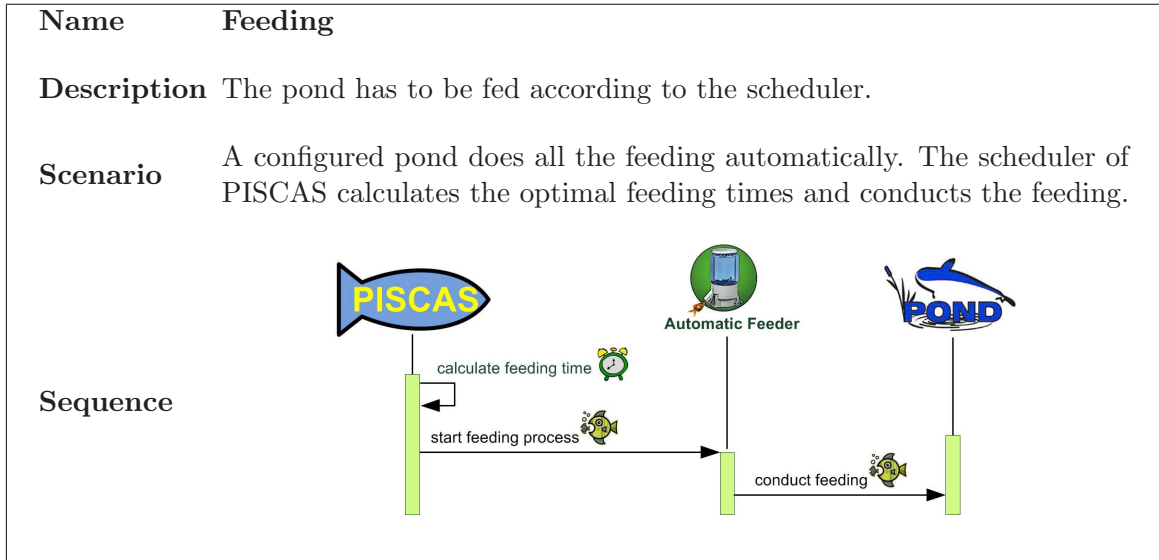 Name Feeding
Description The pond has to be fed according to the scheduler.
Scenario A configured pond does all the feeding automatically. The scheduler of
PISCAS calculates the optimal feeding times and conducts the feeding.
Sequence
PISCAS
Automatic Feeder
POND
calculate feeding time
start feeding process
conduct feeding